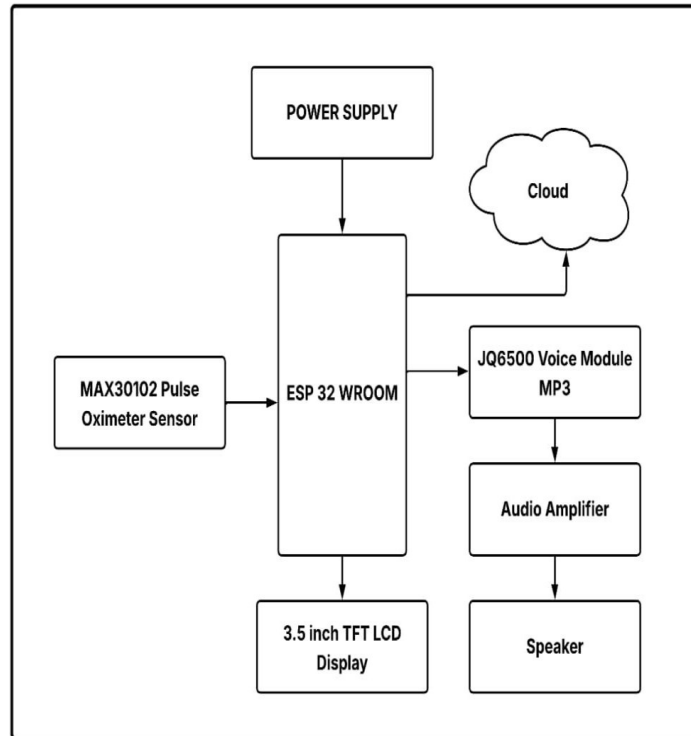 POWER SUPPLY
Cloud
MAX30102 Pulse
Oximeter Sensor
ESP 32 WROOM
JQ6500 Voice Module
MP3
Audio Amplifier
3.5 inch TFT LCD
Display
Speaker